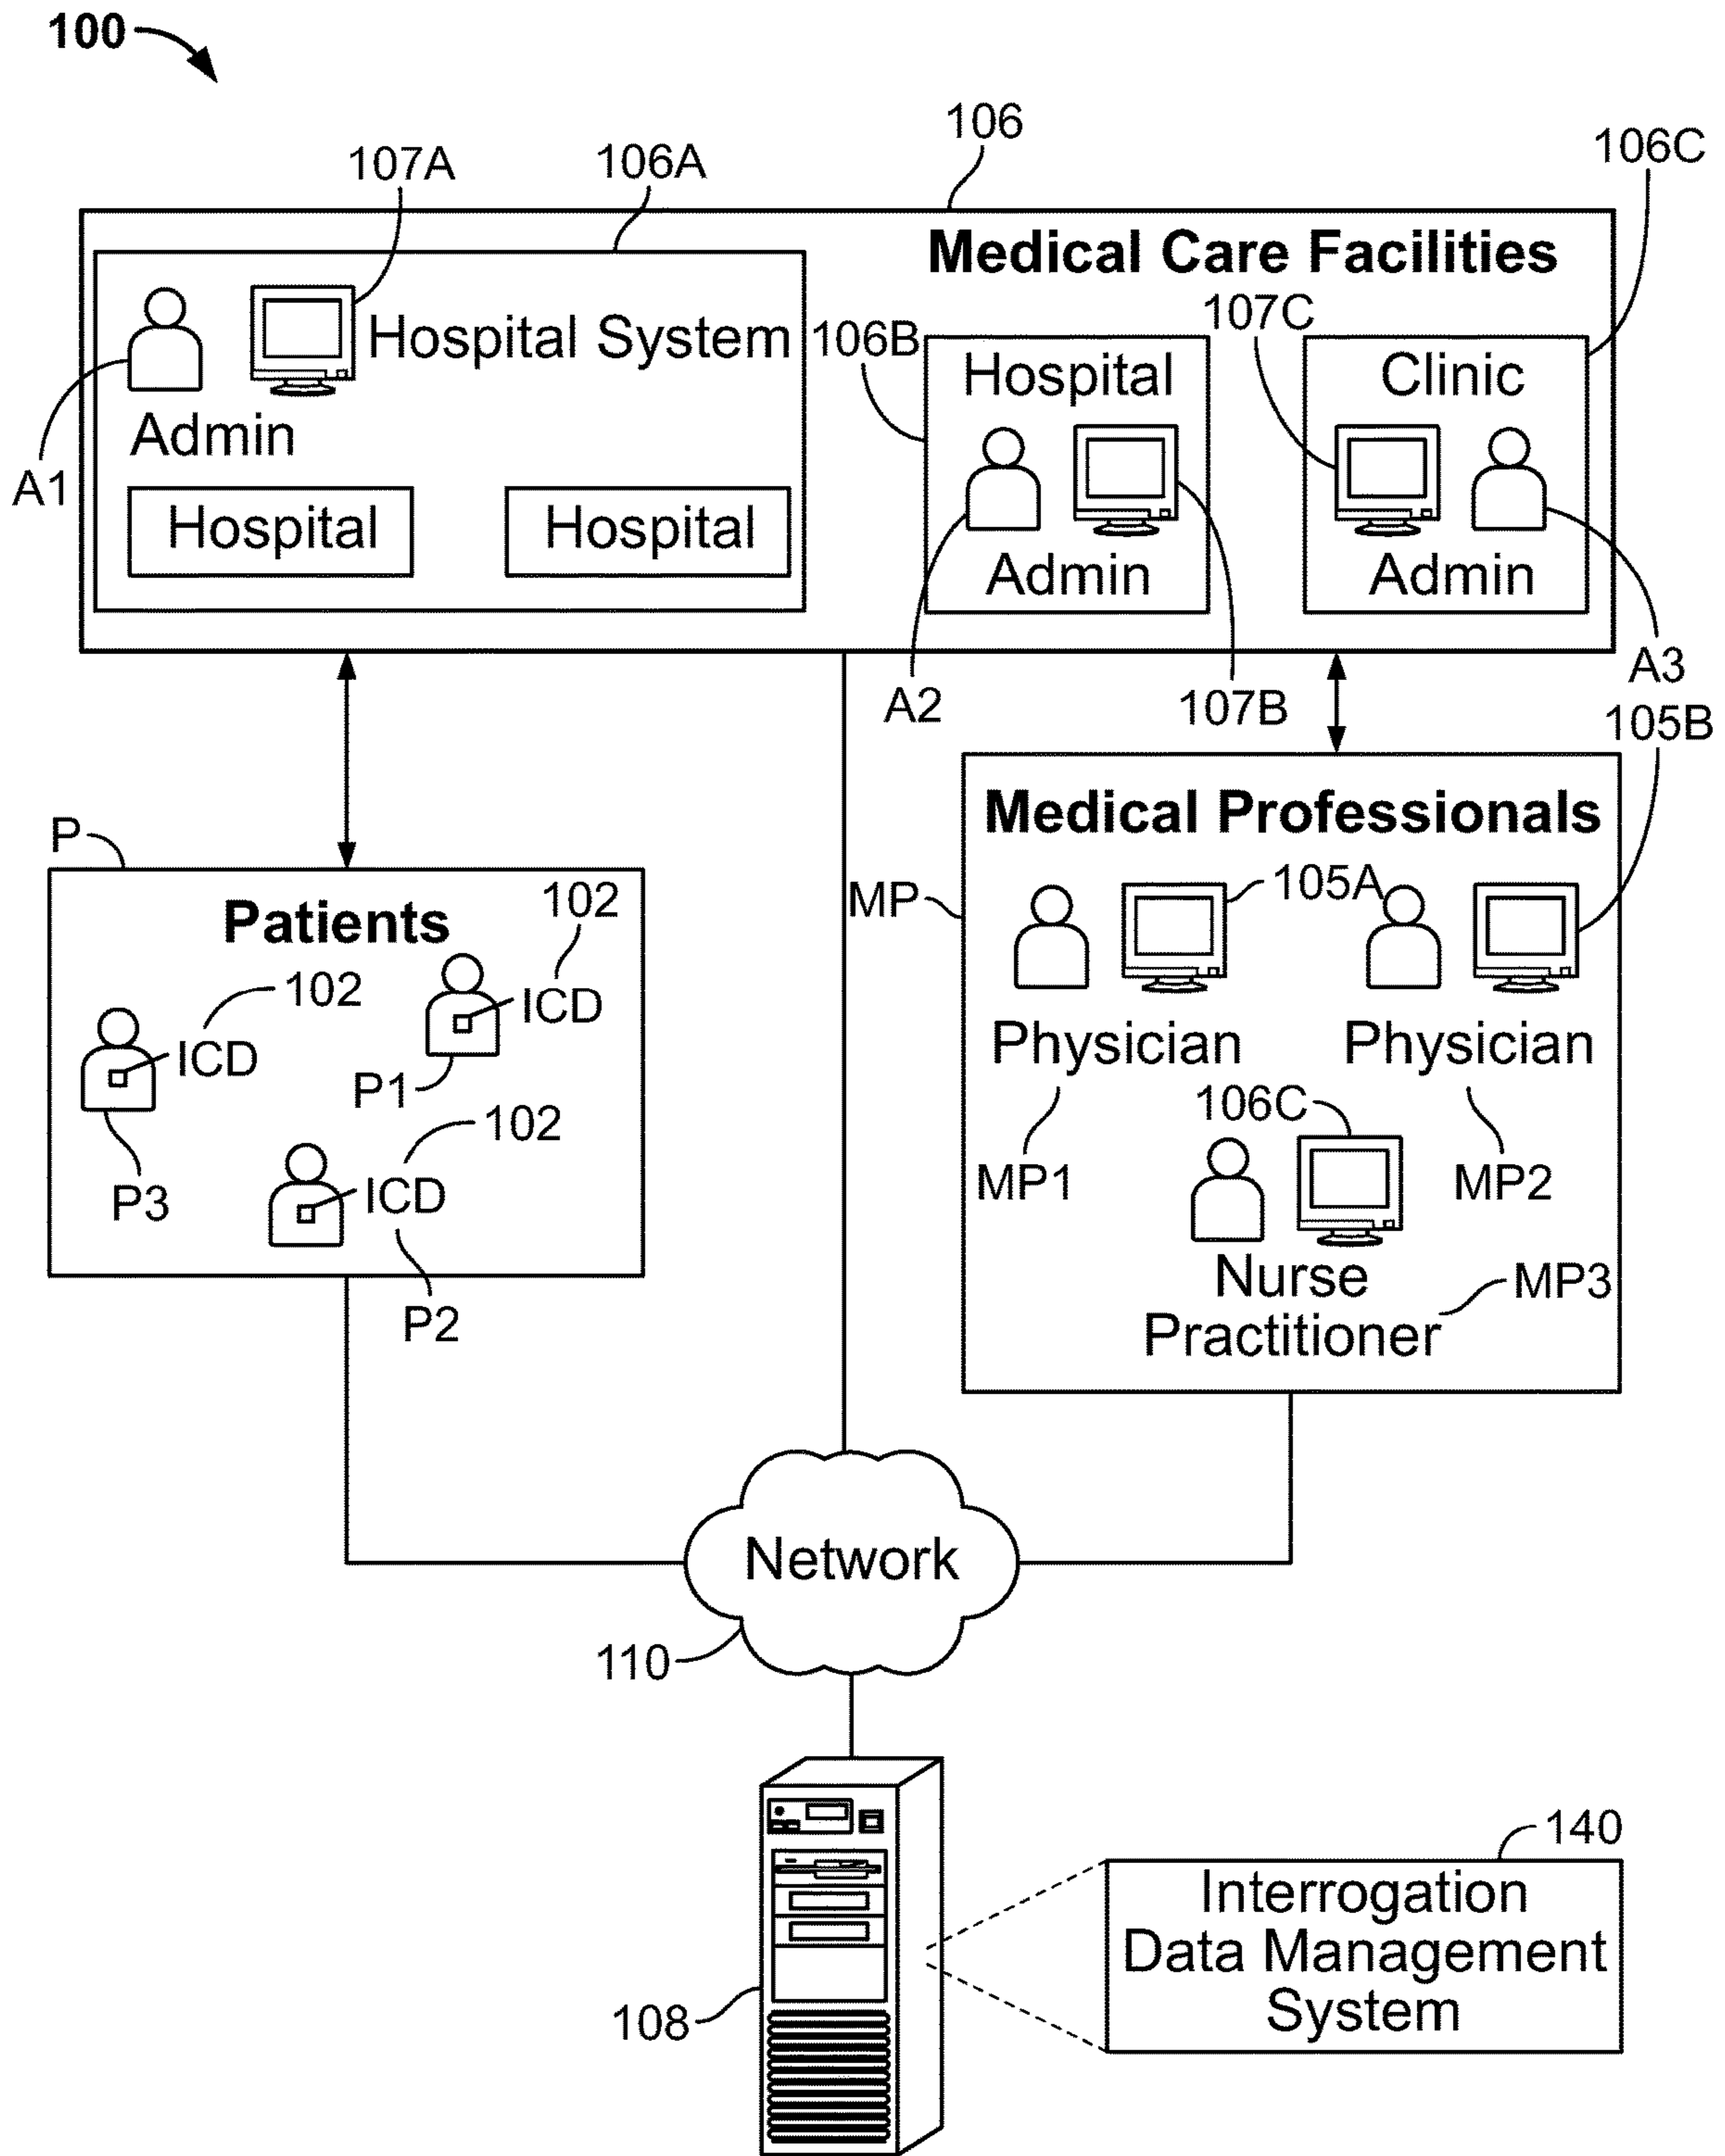 100
106
107A
106A
106C
Medical Care Facilities
107C
Hospital System
106B
Hospital
Clinic
Admin
A1
Hospital
Hospital
Admin
Admin
A2
107B
A3
105B
P
Patients
102
ICD
102
ICD
P1
102
ICD
P3
P2
Medical Professionals
MP
105A
Physician
Physician
106C
MP1
MP2
Nurse
Practitioner
MP3
Network
110
140
Interrogation
Data Management
System
108